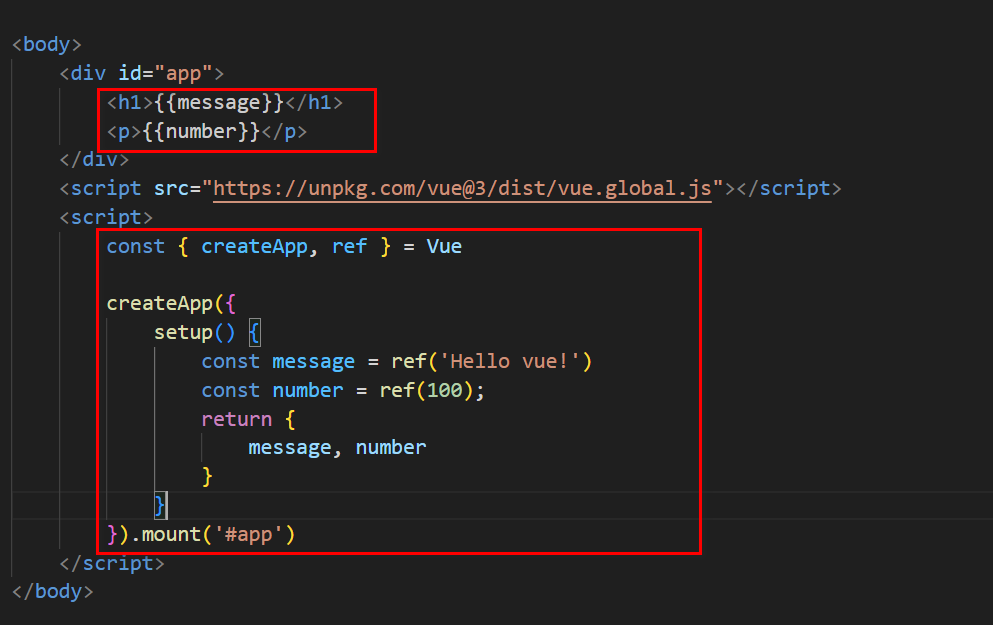 <body>
<div id="app">
<h1>{{message}}</h1>
<p>{{number}}</p>
</div>
<script src="https://unpkg.com/vue@3/dist/vue.global.js"></script>
<script>
const { createApp, ref } = Vue
createApp({
setup() {
const message = ref('Hello vue!')
const number = ref(100);
return {
message, number
}
}
}).mount('#app')
</script>
</body>